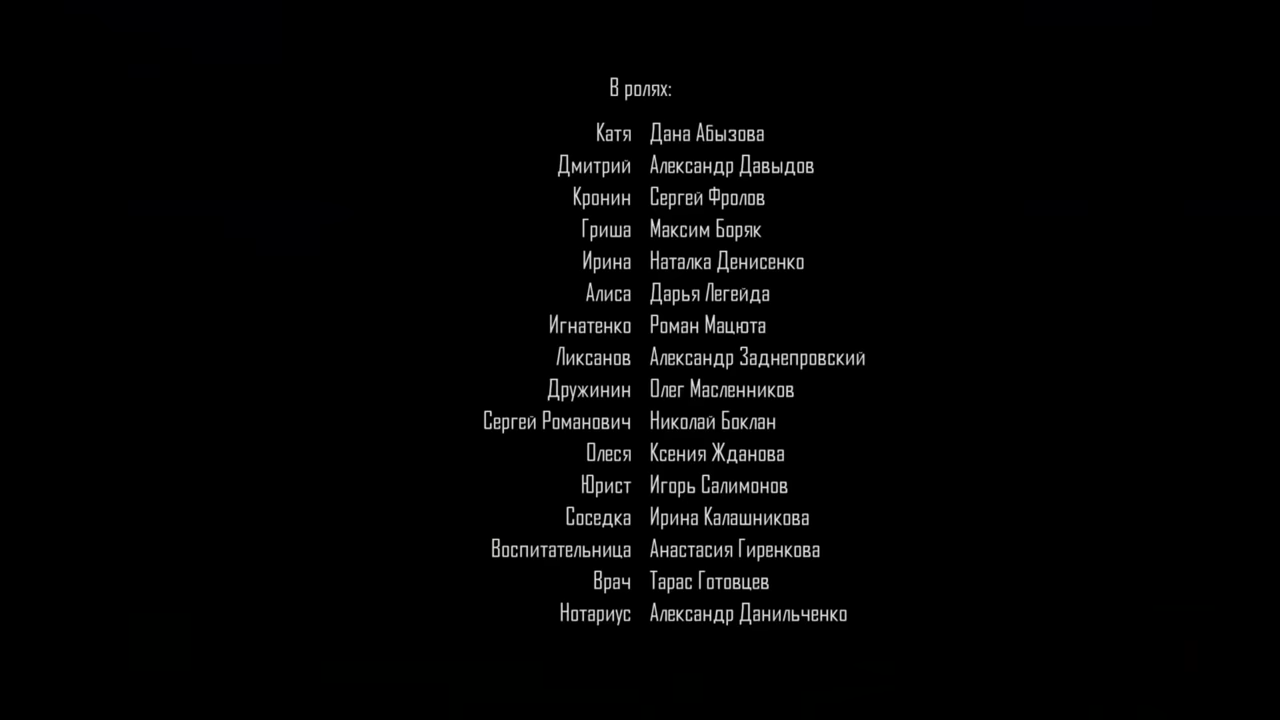 В ролях:
Катя Дана Абызова
Дмитрий Александр Давыдов
Кронин Сергей Фролов
Гриша Максим Боряк
Ирина Наталка Денисенко
Алиса Дарья Легейда
Игнатенко Роман Мацюта
Ликсанов Александр Заднепровский
Дружинин Олег Масленников
Сергей Романович Николай Боклан
Олеся Ксения Жданова
Юрист Игорь Салимонов
Соседка Ирина Калашникова
Воспитательница Анастасия Гиренкова
Врач Тарас Готовцев
Нотариус Александр Данильченко